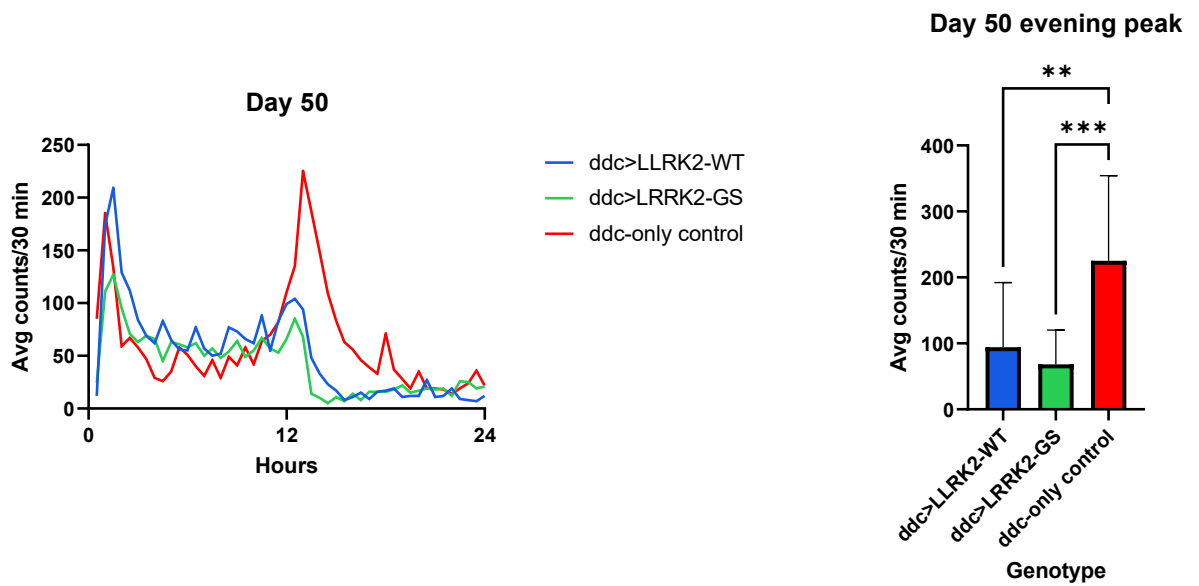 Day 50
250
200
150
100
50
0
Avg counts/30 min
0
12
24
Hours
ddc>LLRK2-WT
ddc>LRRK2-GS
ddc-only control
Day 50 evening peak
**
***
400
300
200
100
0
Avg counts/30 min
ddc>LLRK2-WT
ddc>LRRK2-GS
ddc-only control
Genotype